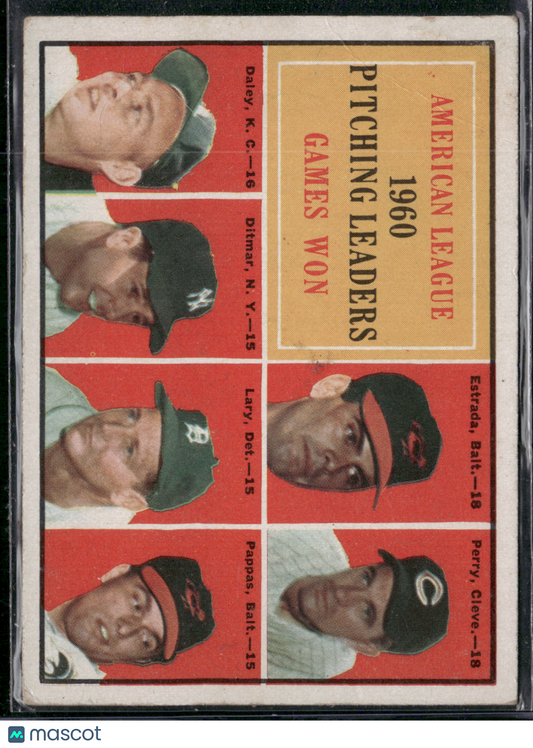 AMERICAN LEAGUE
1960
PITCHING LEADERS
GAMES WON
Estrada, Balt.—18
Perry, Cleve.—18
Daley, K. C.—16
Ditmar, N. Y.—15
Lary, Det.—15
Pappas, Balt.—15
NY
D
C
mascot